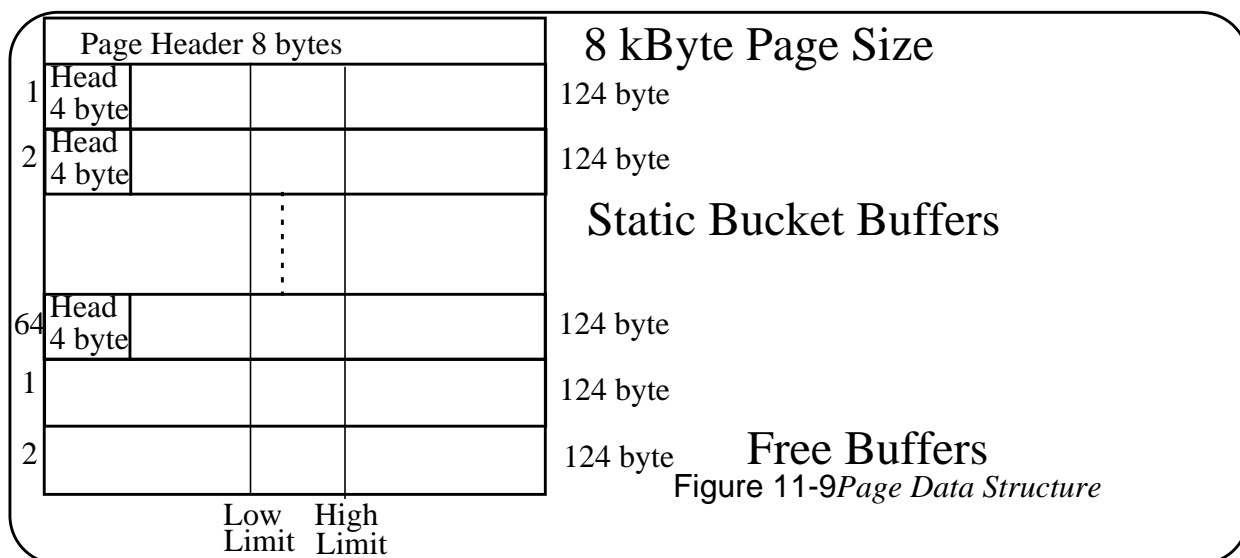 Page Header 8 bytes
8 kByte Page Size
1
Head
4 byte
124 byte
2
Head
4 byte
124 byte
Static Bucket Buffers
64
Head
4 byte
124 byte
1
124 byte
2
124 byte
Free Buffers
Figure 11-9Page Data Structure
Low
Limit
High
Limit